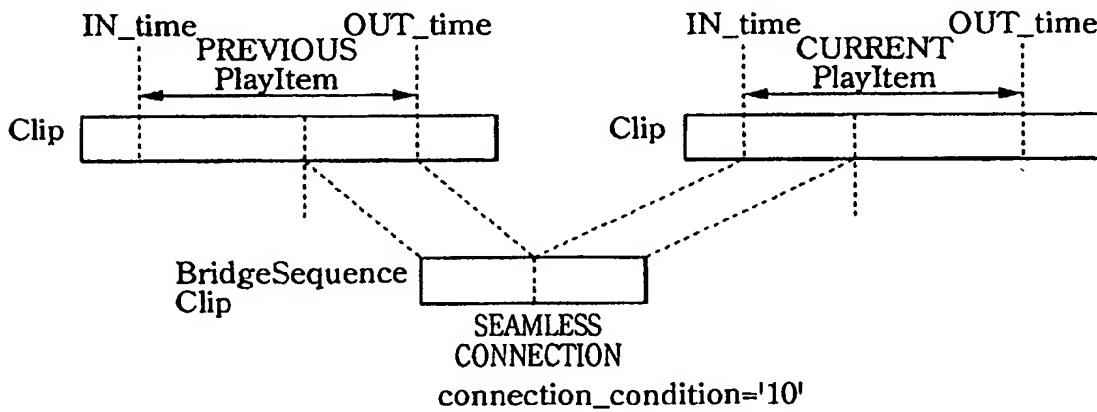 IN_time
OUT_time
PREVIOUS
PlayItem
Clip
IN_time
OUT_time
CURRENT
PlayItem
Clip
BridgeSequence
Clip
SEAMLESS
CONNECTION
connection_condition='10'